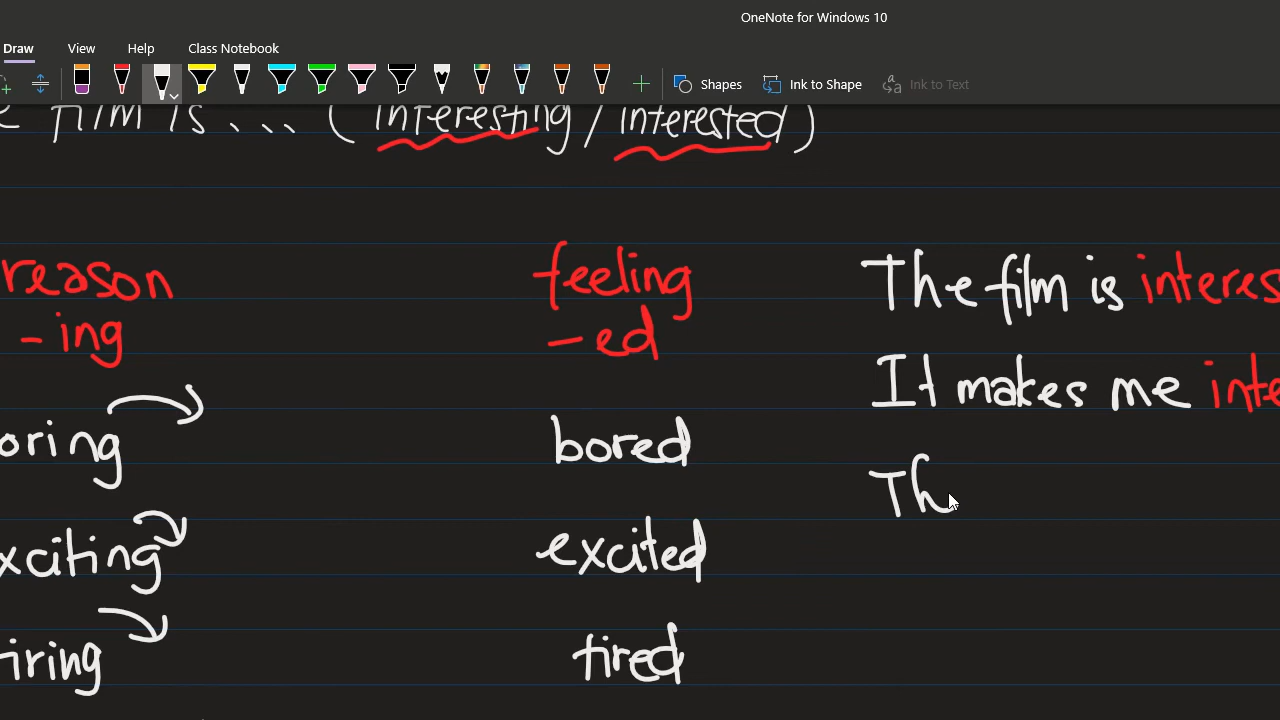 OneNote for Windows 10
Draw View Help Class Notebook
Shapes Ink to Shape Ink to Text
film is ... (interesting / interested)
reason feeling The film is interes
-ing -ed
It makes me inte
oring bored
Th
xciting excited
iring tired